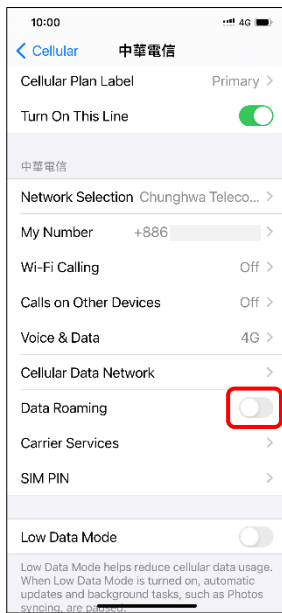 10:00
4G
Cellular
中華電信
Cellular Plan Label Primary
Turn On This Line
中華電信
Network Selection Chunghwa Teleco...
My Number +886
Wi-Fi Calling Off
Calls on Other Devices Off
Voice & Data 4G
Cellular Data Network
Data Roaming
Carrier Services
SIM PIN
Low Data Mode
Low Data Mode helps reduce cellular data usage.
When Low Data Mode is turned on, automatic
updates and background tasks, such as Photos
syncing, are paused.